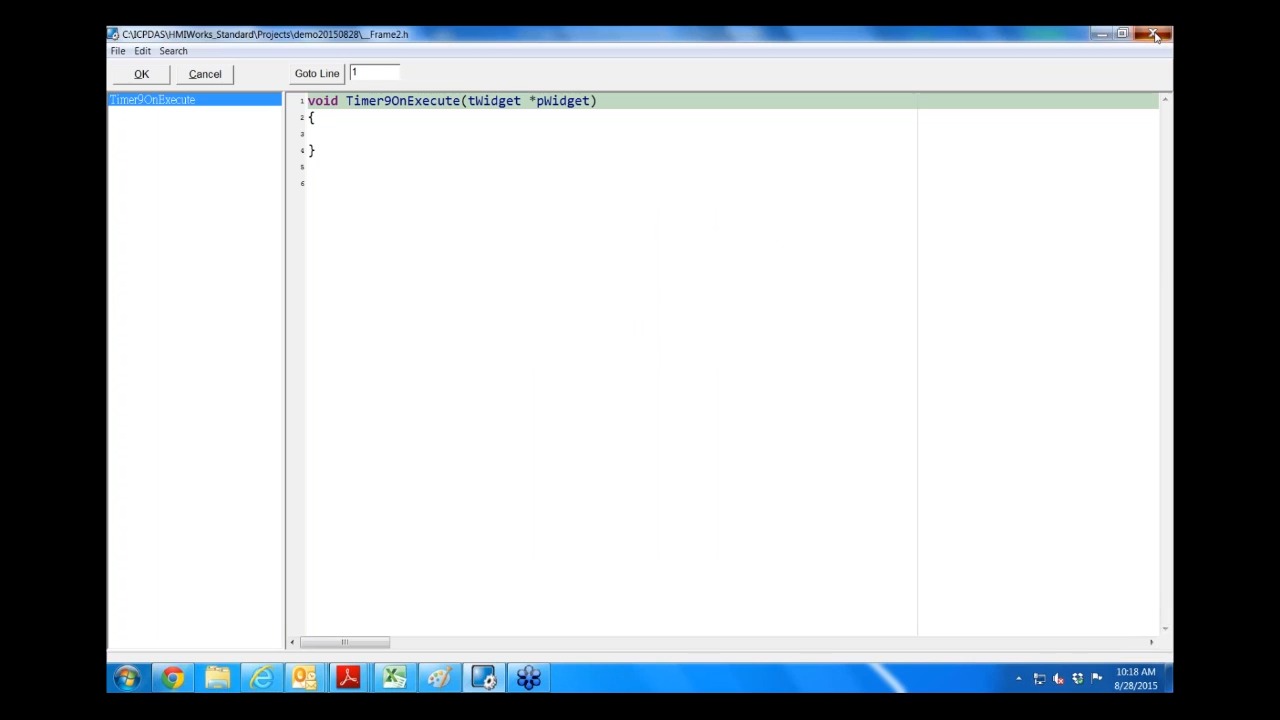 C:\ICPDAS\HMIWorks_Standard\Projects\demo20150828\__Frame2.h
File Edit Search
OK Cancel Goto Line 1
Timer9OnExecute
1 void Timer9OnExecute(tWidget *pWidget)
2 {
3
4 }
5
6
10:18 AM
8/28/2015